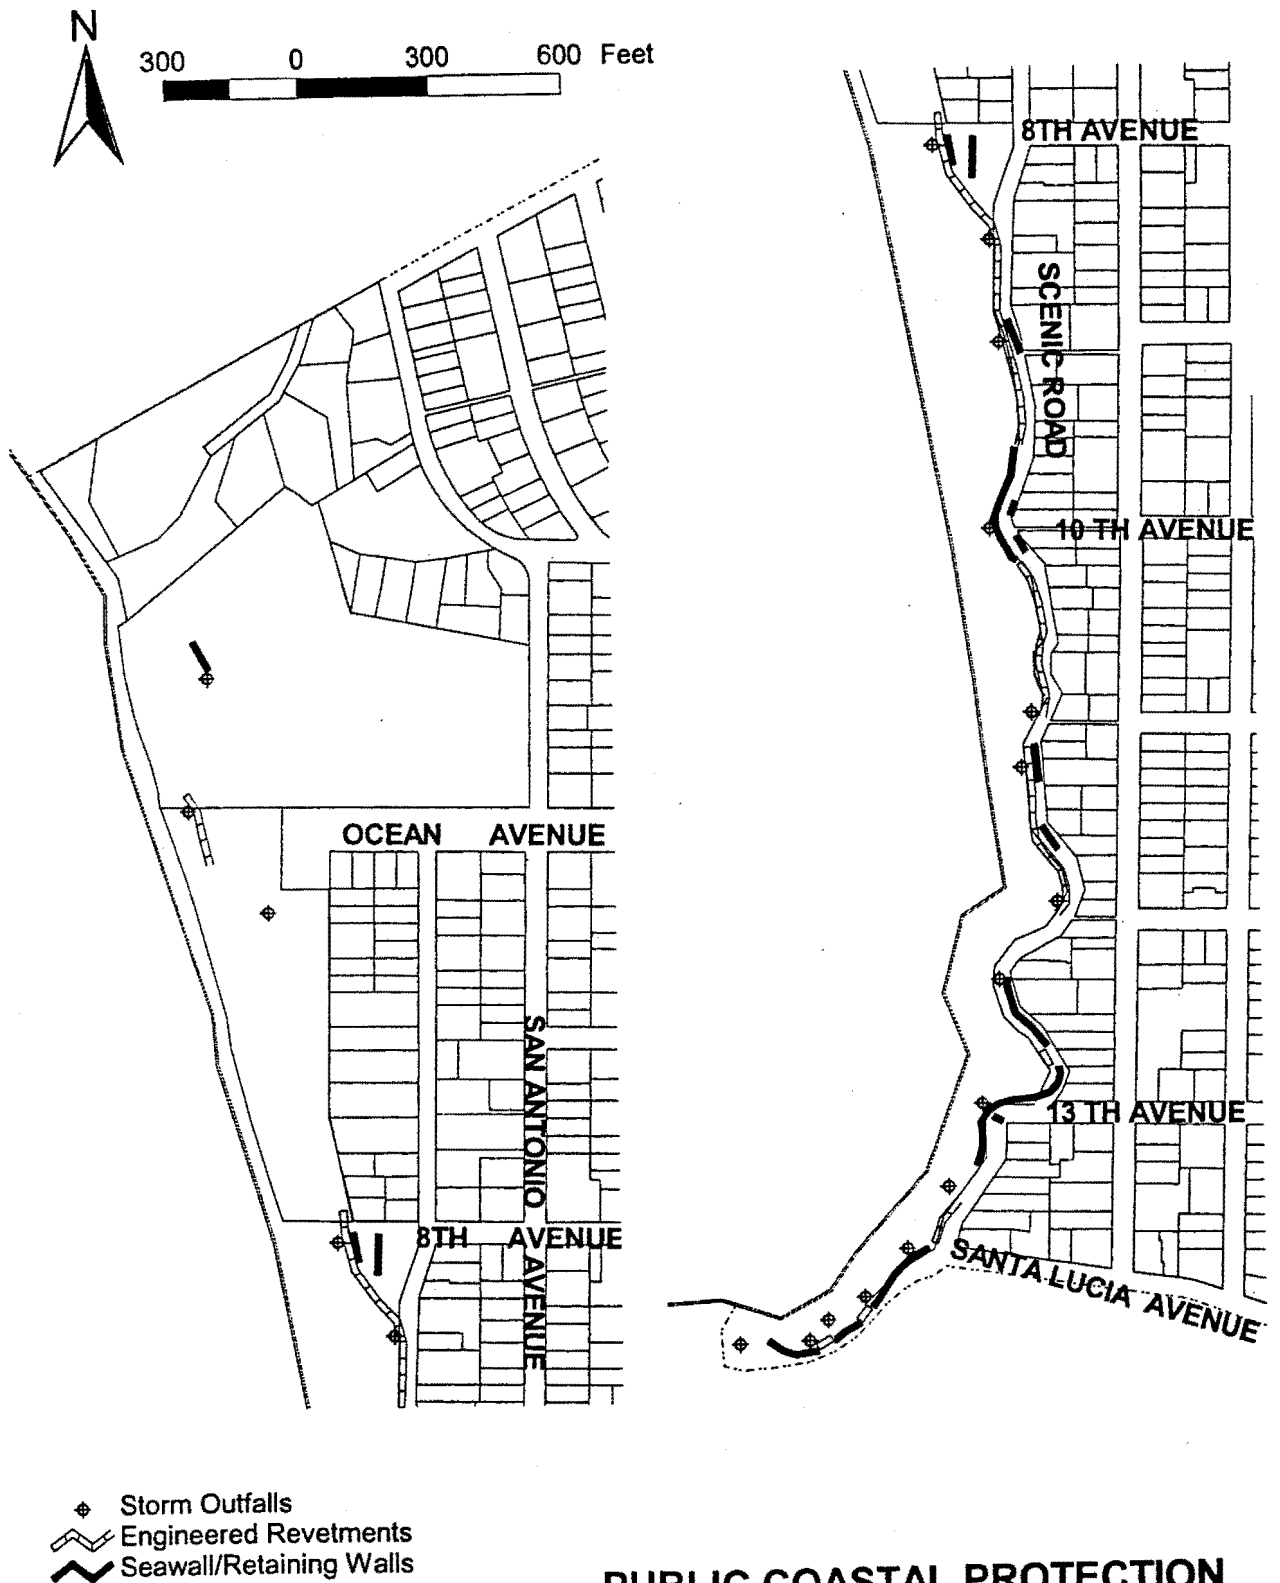 N
300 0 300 600 Feet
8TH AVENUE
SCENIC ROAD
10 TH AVENUE
OCEAN AVENUE
SAN ANTONIO AVENUE
8TH AVENUE
13 TH AVENUE
SANTA LUCIA AVENUE
Storm Outfalls
Engineered Revetments
Seawall/Retaining Walls
PUBLIC COASTAL PROTECTION